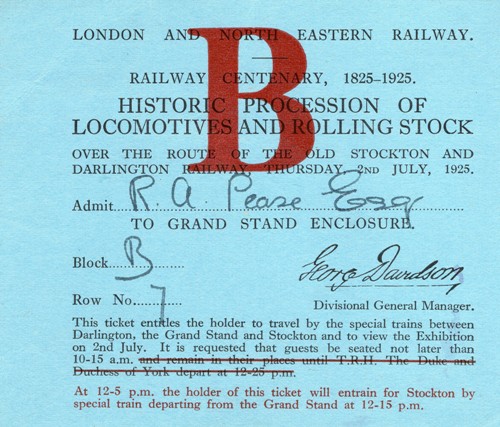 LONDON AND NORTH EASTERN RAILWAY.
RAILWAY CENTENARY, 1825-1925.
B
HISTORIC PROCESSION OF
LOCOMOTIVES AND ROLLING STOCK
OVER THE ROUTE OF THE OLD STOCKTON AND
DARLINGTON RAILWAY, THURSDAY, 2ND JULY, 1925.
Admit R. A. Pease Esq
TO GRAND STAND ENCLOSURE.
Block B
George Davidson,
Row No. 7
Divisional General Manager.
This ticket entitles the holder to travel by the special trains between
Darlington, the Grand Stand and Stockton and to view the Exhibition
on 2nd July. It is requested that guests be seated not later than
10-15 a.m. and remain in their places until T.R.H. The Duke and
Duchess of York depart at 12-25 p.m.
At 12-5 p.m. the holder of this ticket will entrain for Stockton by
special train departing from the Grand Stand at 12-15 p.m.